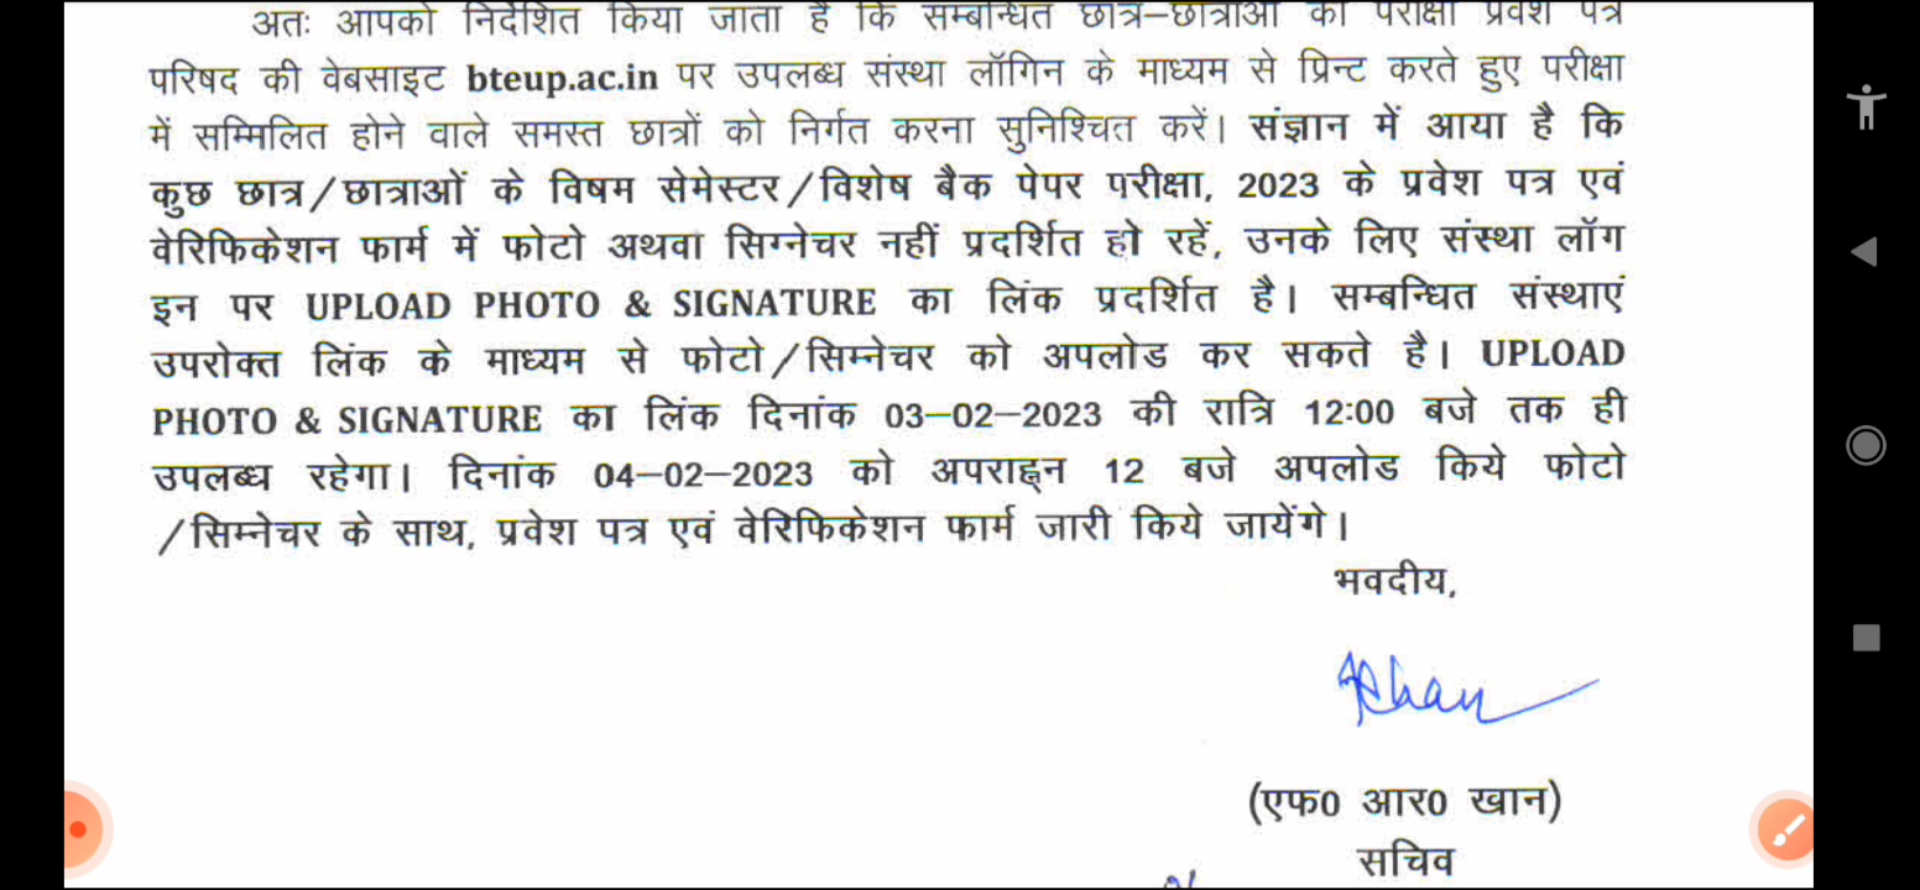 अतः आपको निर्देशित किया जाता है कि सम्बन्धित छात्र–छात्राओं को परीक्षा प्रवेश पत्र
परिषद की वेबसाइट bteup.ac.in पर उपलब्ध संस्था लॉगिन के माध्यम से प्रिन्ट करते हुए परीक्षा
में सम्मिलित होने वाले समस्त छात्रों को निर्गत करना सुनिश्चित करें। संज्ञान में आया है कि
कुछ छात्र/छात्राओं के विषम सेमेस्टर/विशेष बैक पेपर परीक्षा, 2023 के प्रवेश पत्र एवं
वेरिफिकेशन फार्म में फोटो अथवा सिग्नेचर नहीं प्रदर्शित हो रहें, उनके लिए संस्था लॉग
इन पर UPLOAD PHOTO & SIGNATURE का लिंक प्रदर्शित है। सम्बन्धित संस्थाएं
उपरोक्त लिंक के माध्यम से फोटो/सिग्नेचर को अपलोड कर सकते है। UPLOAD
PHOTO & SIGNATURE का लिंक दिनांक 03–02–2023 की रात्रि 12:00 बजे तक ही
उपलब्ध रहेगा। दिनांक 04–02–2023 को अपराह्न 12 बजे अपलोड किये फोटो
/सिग्नेचर के साथ, प्रवेश पत्र एवं वेरिफिकेशन फार्म जारी किये जायेंगे।
भवदीय,
(एफ0 आर0 खान)
सचिव